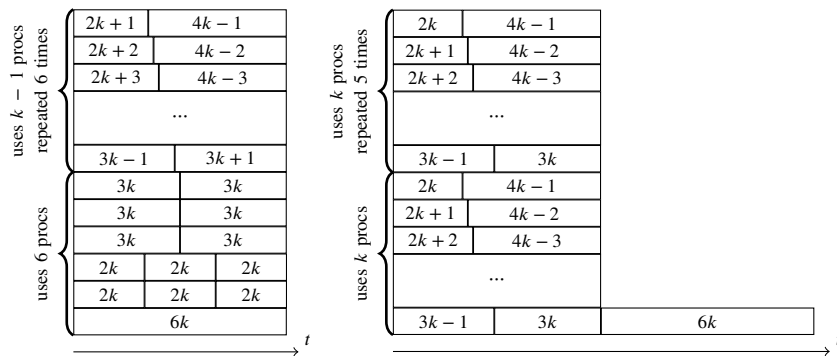 uses k − 1 procs
repeated 6 times
2k + 1 4k − 1
2k + 2 4k − 2
2k + 3 4k − 3
...
3k − 1 3k + 1
uses 6 procs
3k 3k
3k 3k
3k 3k
2k 2k 2k
2k 2k 2k
6k
t
uses k procs
repeated 5 times
2k 4k − 1
2k + 1 4k − 2
2k + 2 4k − 3
...
3k − 1 3k
uses k procs
2k 4k − 1
2k + 1 4k − 2
2k + 2 4k − 3
...
3k − 1 3k 6k